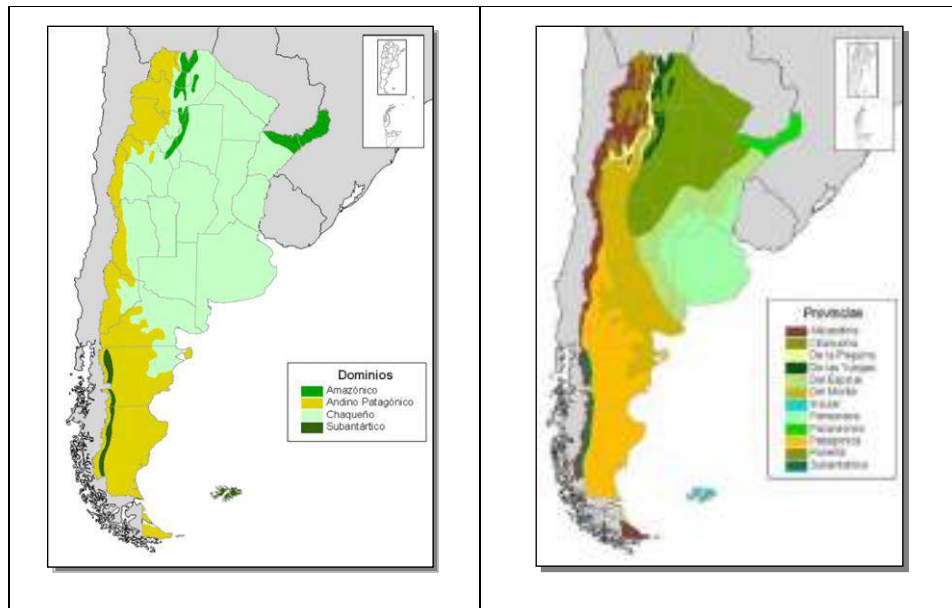 Dominios
Amazónico
Andino Patagónico
Chaqueño
Subantártico
Provincias
Altoandina
Chaqueña
De la Prepuna
De las Yungas
Del Espinal
Del Monte
Insular
Pampeana
Paranaense
Patagónica
Puneña
Subantártica